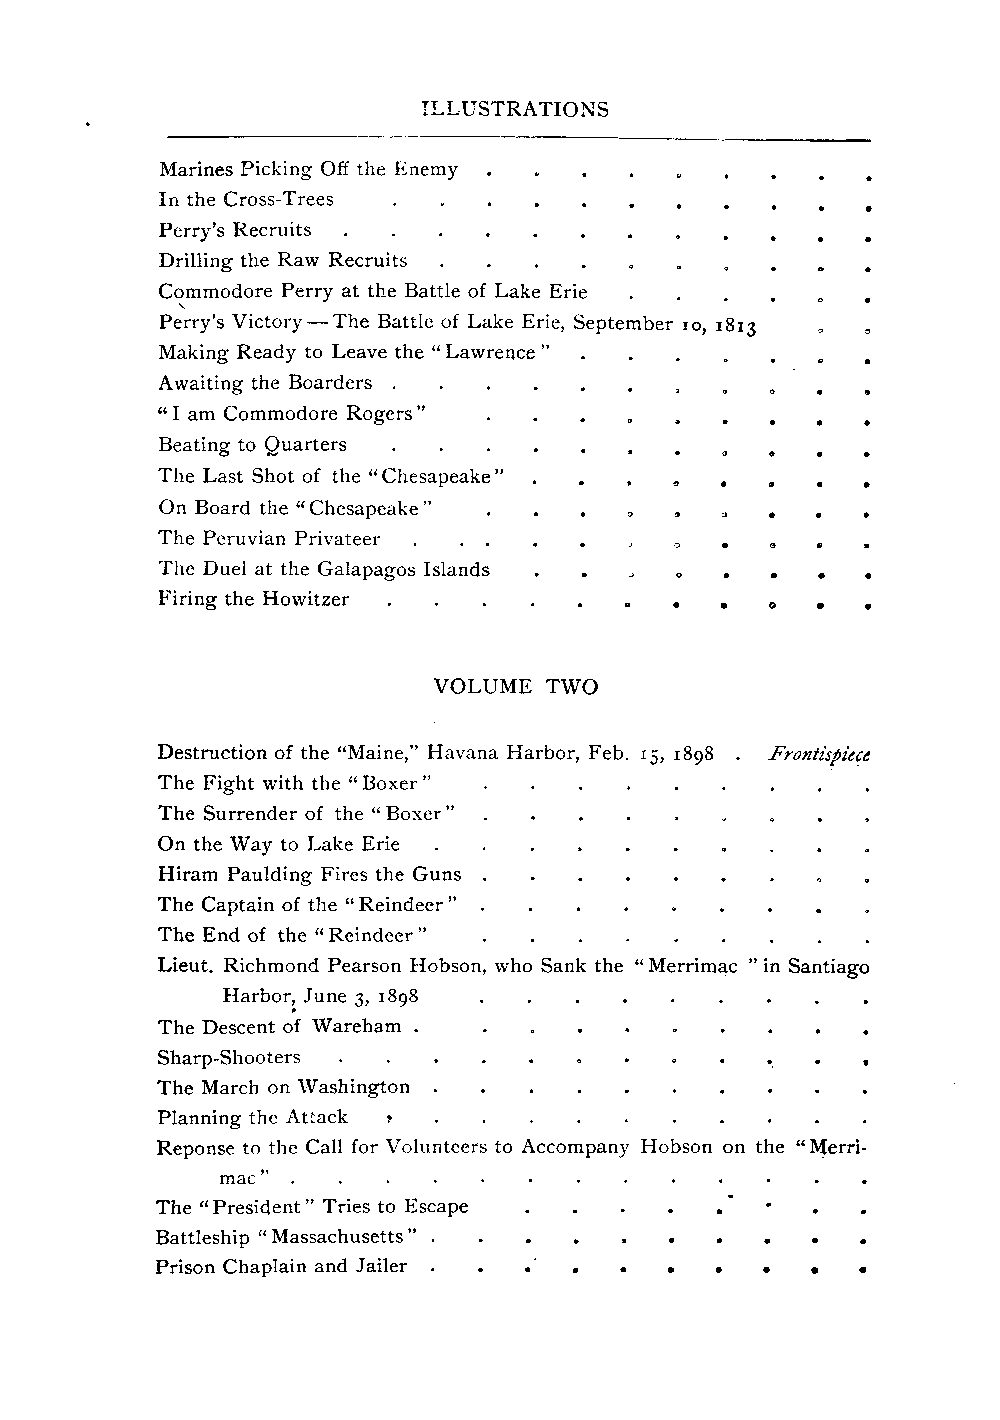 ILLUSTRATIONS
Marines Picking Off the Enemy . . . . . . . . .
In the Cross-Trees . . . . . . . . . . .
Perry's Recruits . . . . . . . . . . . .
Drilling the Raw Recruits . . . . . . . . . .
Commodore Perry at the Battle of Lake Erie . . . . . .
Perry's Victory — The Battle of Lake Erie, September 10, 1813 . .
Making Ready to Leave the "Lawrence" . . . . . . .
Awaiting the Boarders . . . . . . . . . . .
"I am Commodore Rogers" . . . . . . . . .
Beating to Quarters . . . . . . . . . . .
The Last Shot of the "Chesapeake" . . . . . . . .
On Board the "Chesapeake" . . . . . . . . .
The Peruvian Privateer . . . . . . . . . . .
The Duel at the Galapagos Islands . . . . . . . .
Firing the Howitzer . . . . . . . . . . .
VOLUME TWO
Destruction of the "Maine," Havana Harbor, Feb. 15, 1898 . Frontispiece
The Fight with the "Boxer" . . . . . . . . .
The Surrender of the "Boxer" . . . . . . . . .
On the Way to Lake Erie . . . . . . . . . .
Hiram Paulding Fires the Guns . . . . . . . . .
The Captain of the "Reindeer" . . . . . . . . .
The End of the "Reindeer" . . . . . . . . .
Lieut. Richmond Pearson Hobson, who Sank the "Merrimac" in Santiago
Harbor, June 3, 1898 . . . . . . . . .
The Descent of Wareham . . . . . . . . . .
Sharp-Shooters . . . . . . . . . . . .
The March on Washington . . . . . . . . . .
Planning the Attack . . . . . . . . . . .
Reponse to the Call for Volunteers to Accompany Hobson on the "Merri-
mac" . . . . . . . . . . . . .
The "President" Tries to Escape . . . . . . . .
Battleship "Massachusetts" . . . . . . . . . .
Prison Chaplain and Jailer . . . . . . . . . .